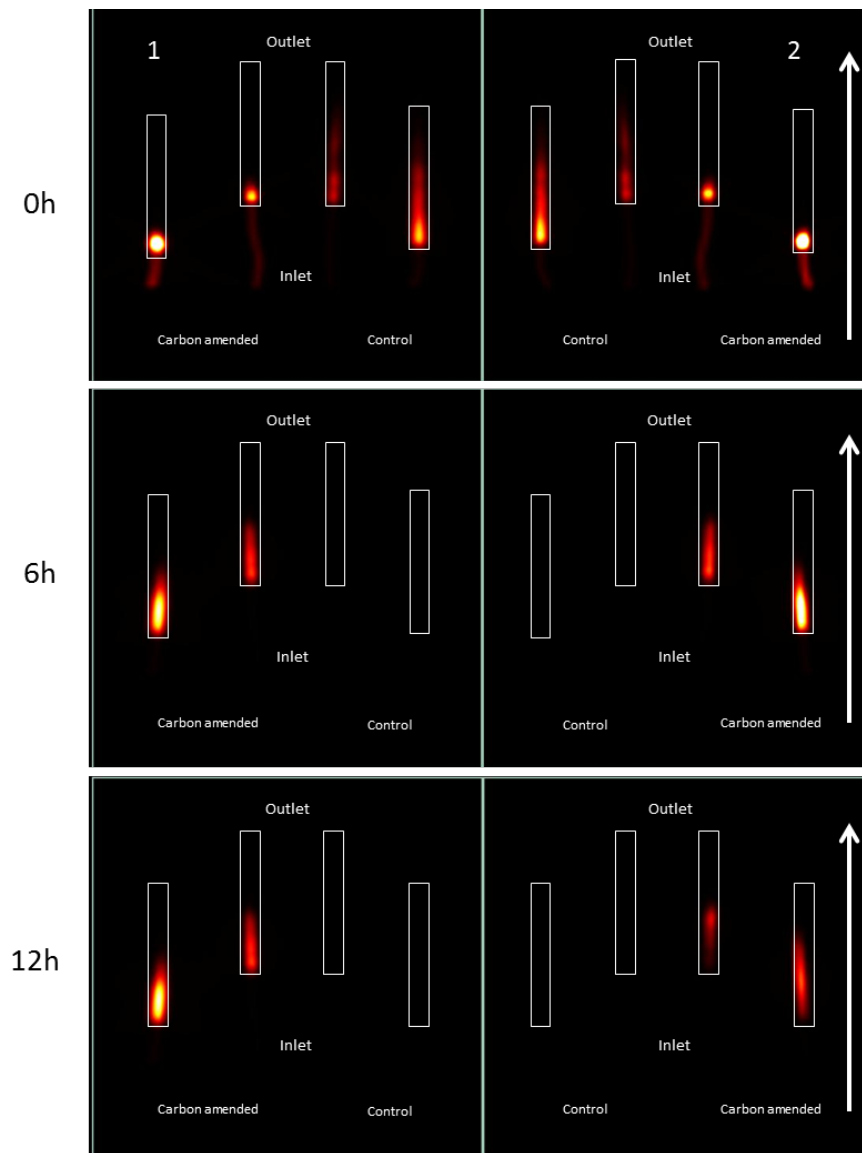 1
Outlet
Outlet
2
0h
Inlet
Inlet
Carbon amended
Control
Control
Carbon amended
Outlet
Outlet
6h
Inlet
Inlet
Carbon amended
Control
Control
Carbon amended
Outlet
Outlet
12h
Inlet
Inlet
Carbon amended
Control
Control
Carbon amended